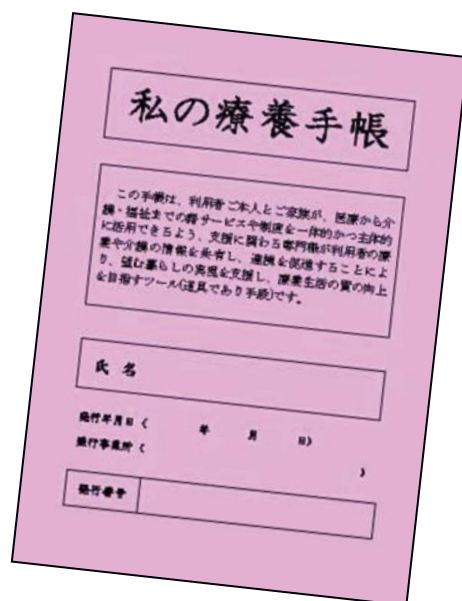 私の療養手帳
この手帳は、利用者ご本人とご家族が、医療から介
護・福祉までの諸サービスや制度を一体的かつ主体的
に活用できるよう、支援に関わる専門職が利用者の療
養や介護の情報を共有し、連携を促進することによ
り、望む暮らしの実現を支援し、療養生活の質の向上
を目指すツール(道具であり手段)です。
氏 名
発行年月日 ( 年 月 日)
発行事業所 ( )
発行番号